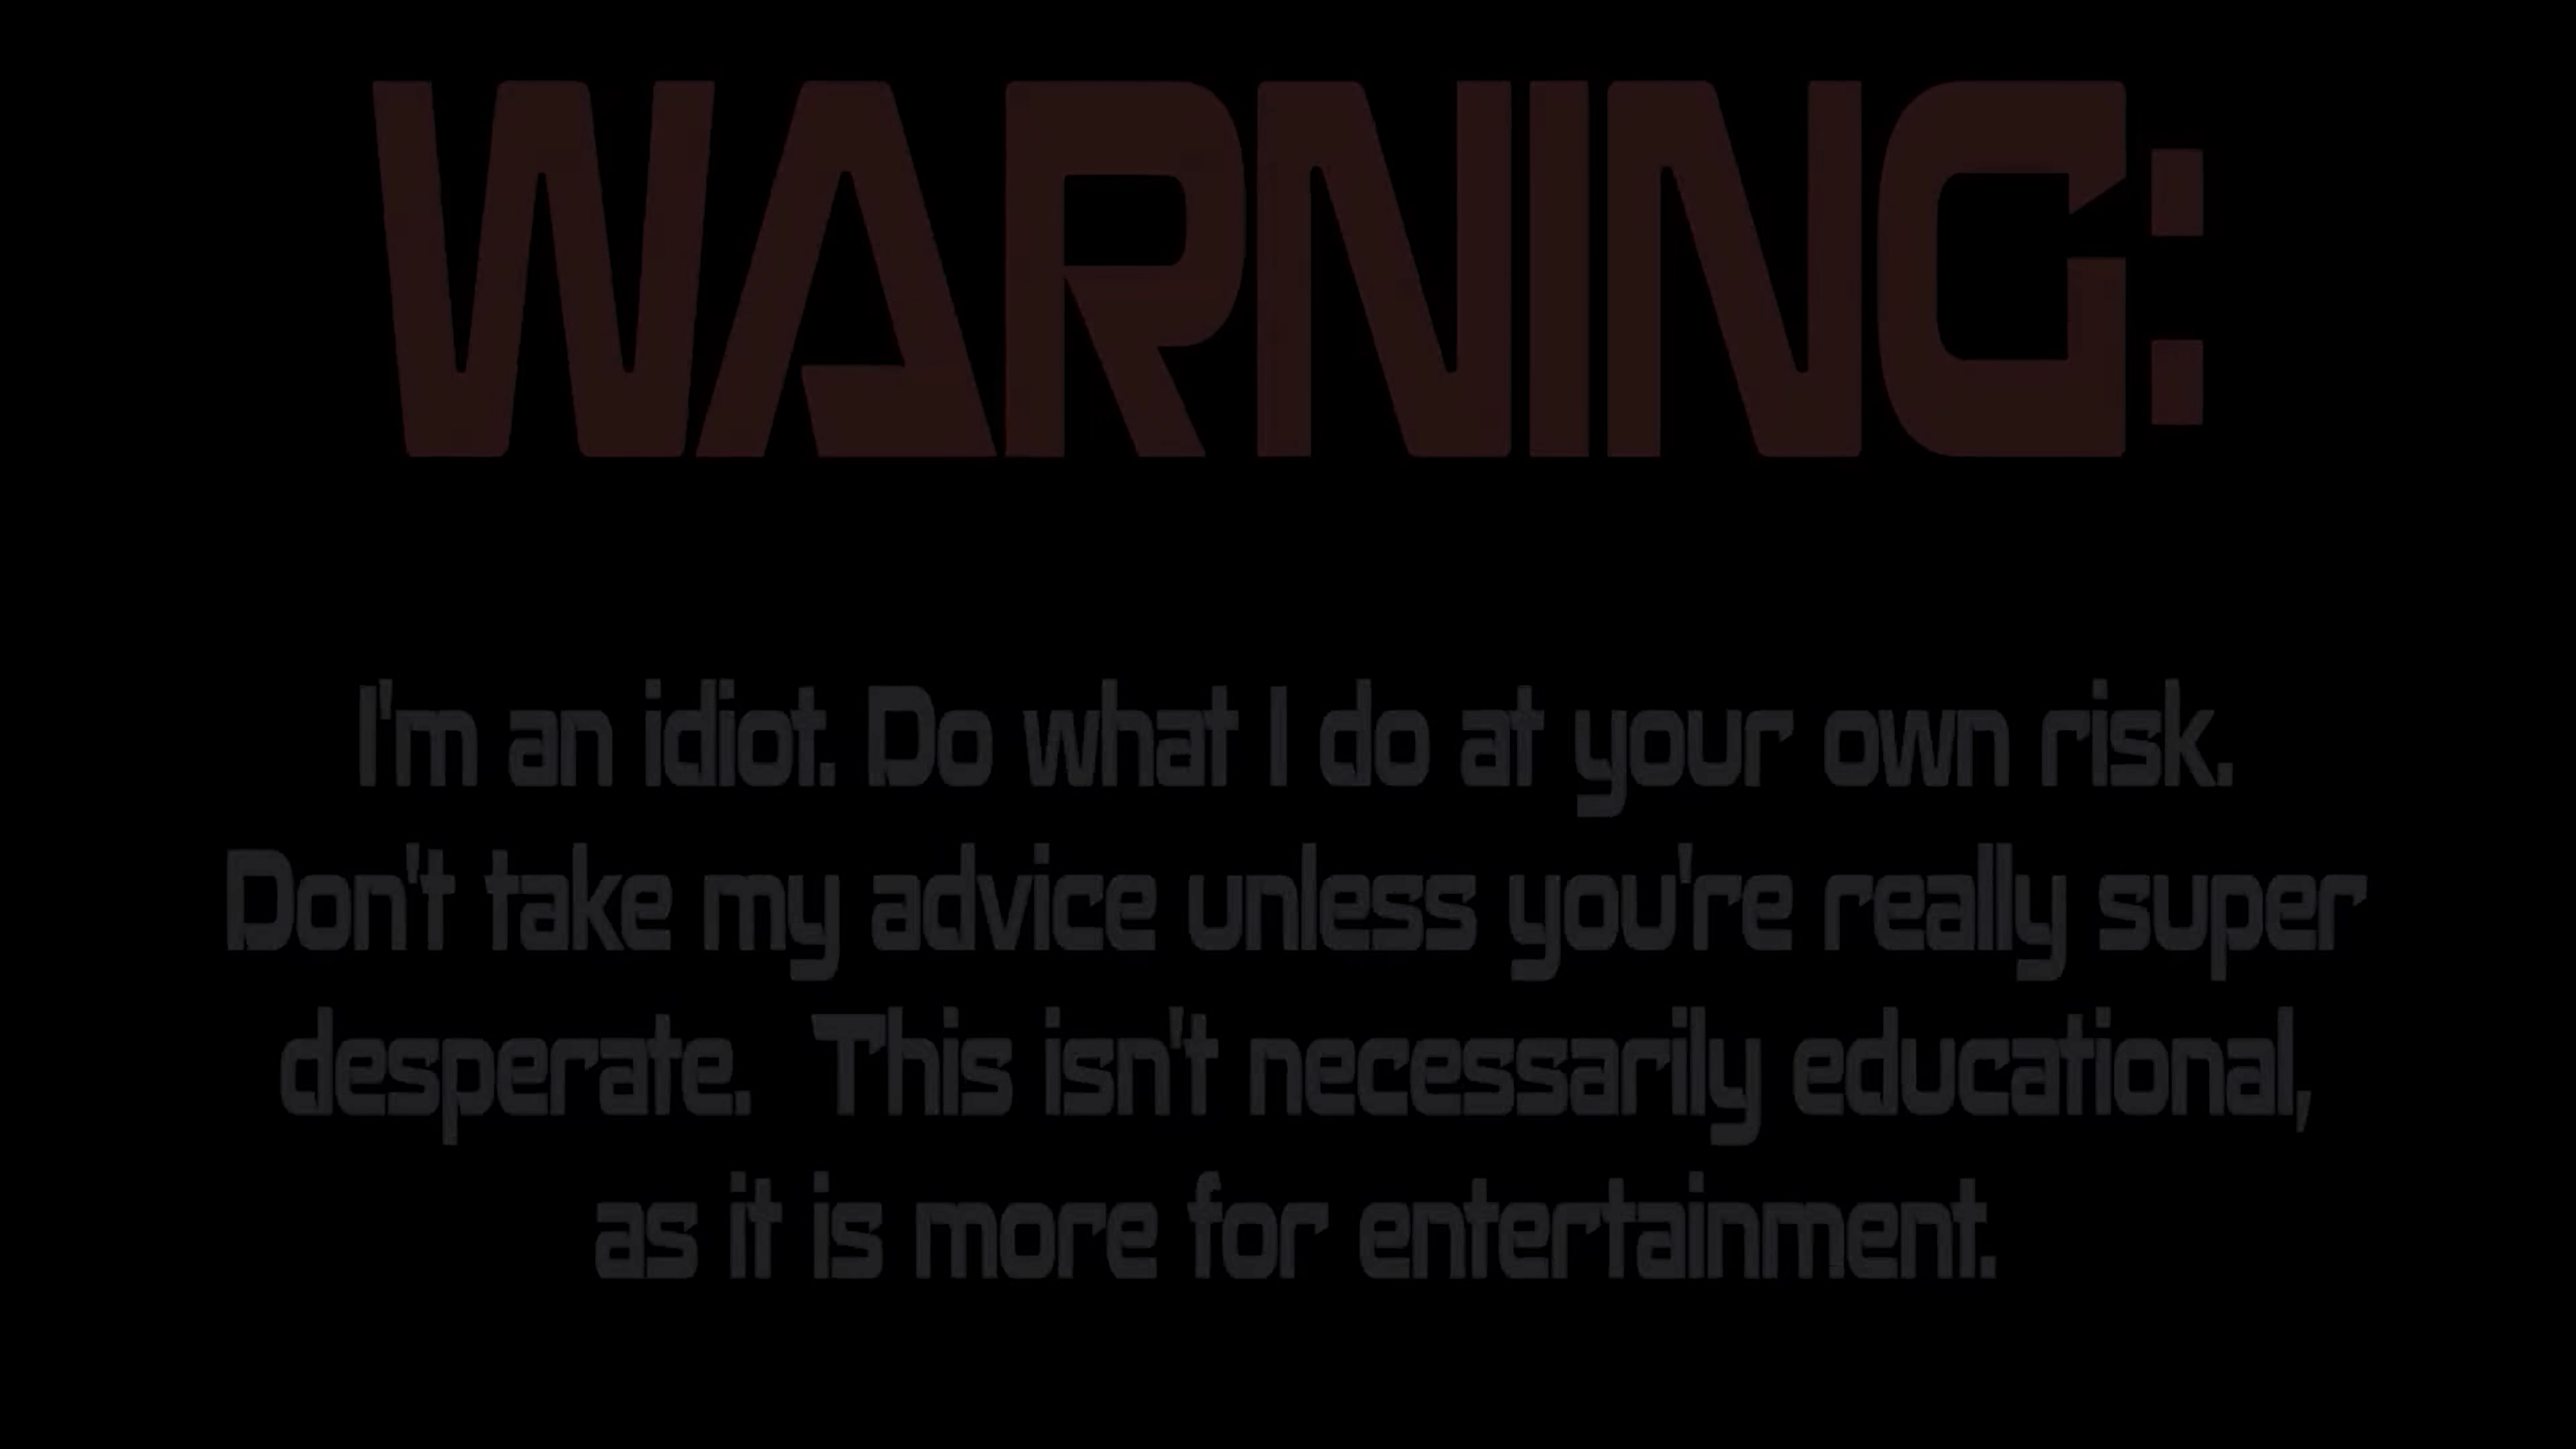 WARNING:
I'm an idiot. Do what I do at your own risk.
Don't take my advice unless you're really super
desperate.  This isn't necessarily educational,
as it is more for entertainment.